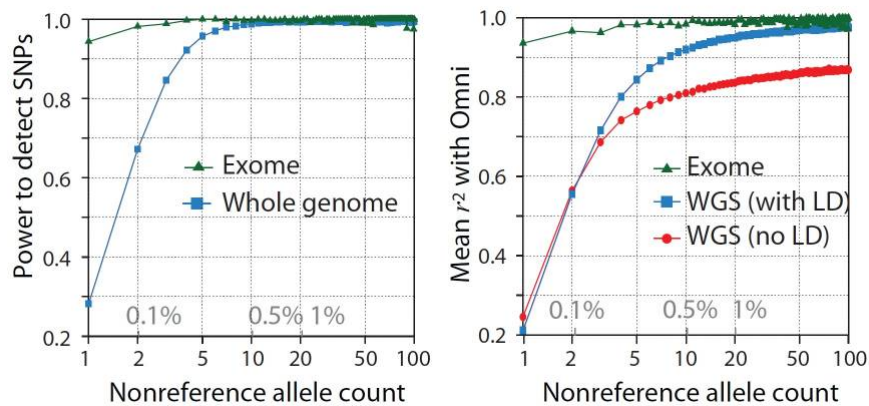 Power to detect SNPs
1.0
0.8
0.6
0.4
0.2
Exome
Whole genome
0.1% 0.5% 1%
1 2 5 10 20 50 100
Nonreference allele count
Mean r² with Omni
1.0
0.8
0.6
0.4
0.2
Exome
WGS (with LD)
WGS (no LD)
0.1% 0.5% 1%
1 2 5 10 20 50 100
Nonreference allele count